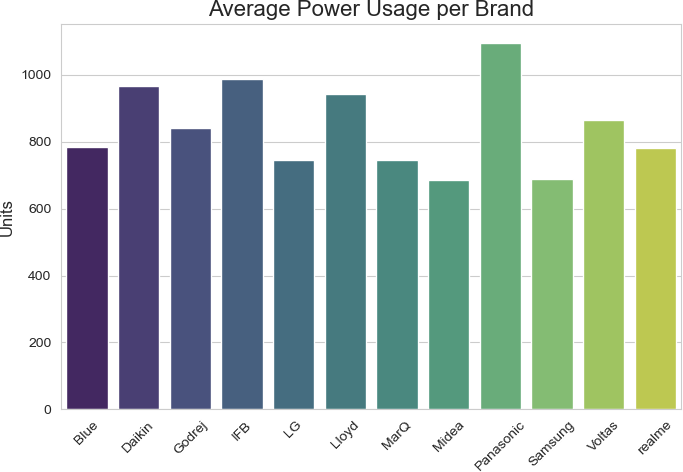 Average Power Usage per Brand
1000
800
600
400
200
0
Units
Blue
Daikin
Godrej
IFB
LG
Lloyd
MarQ
Midea
Panasonic
Samsung
Voltas
realme